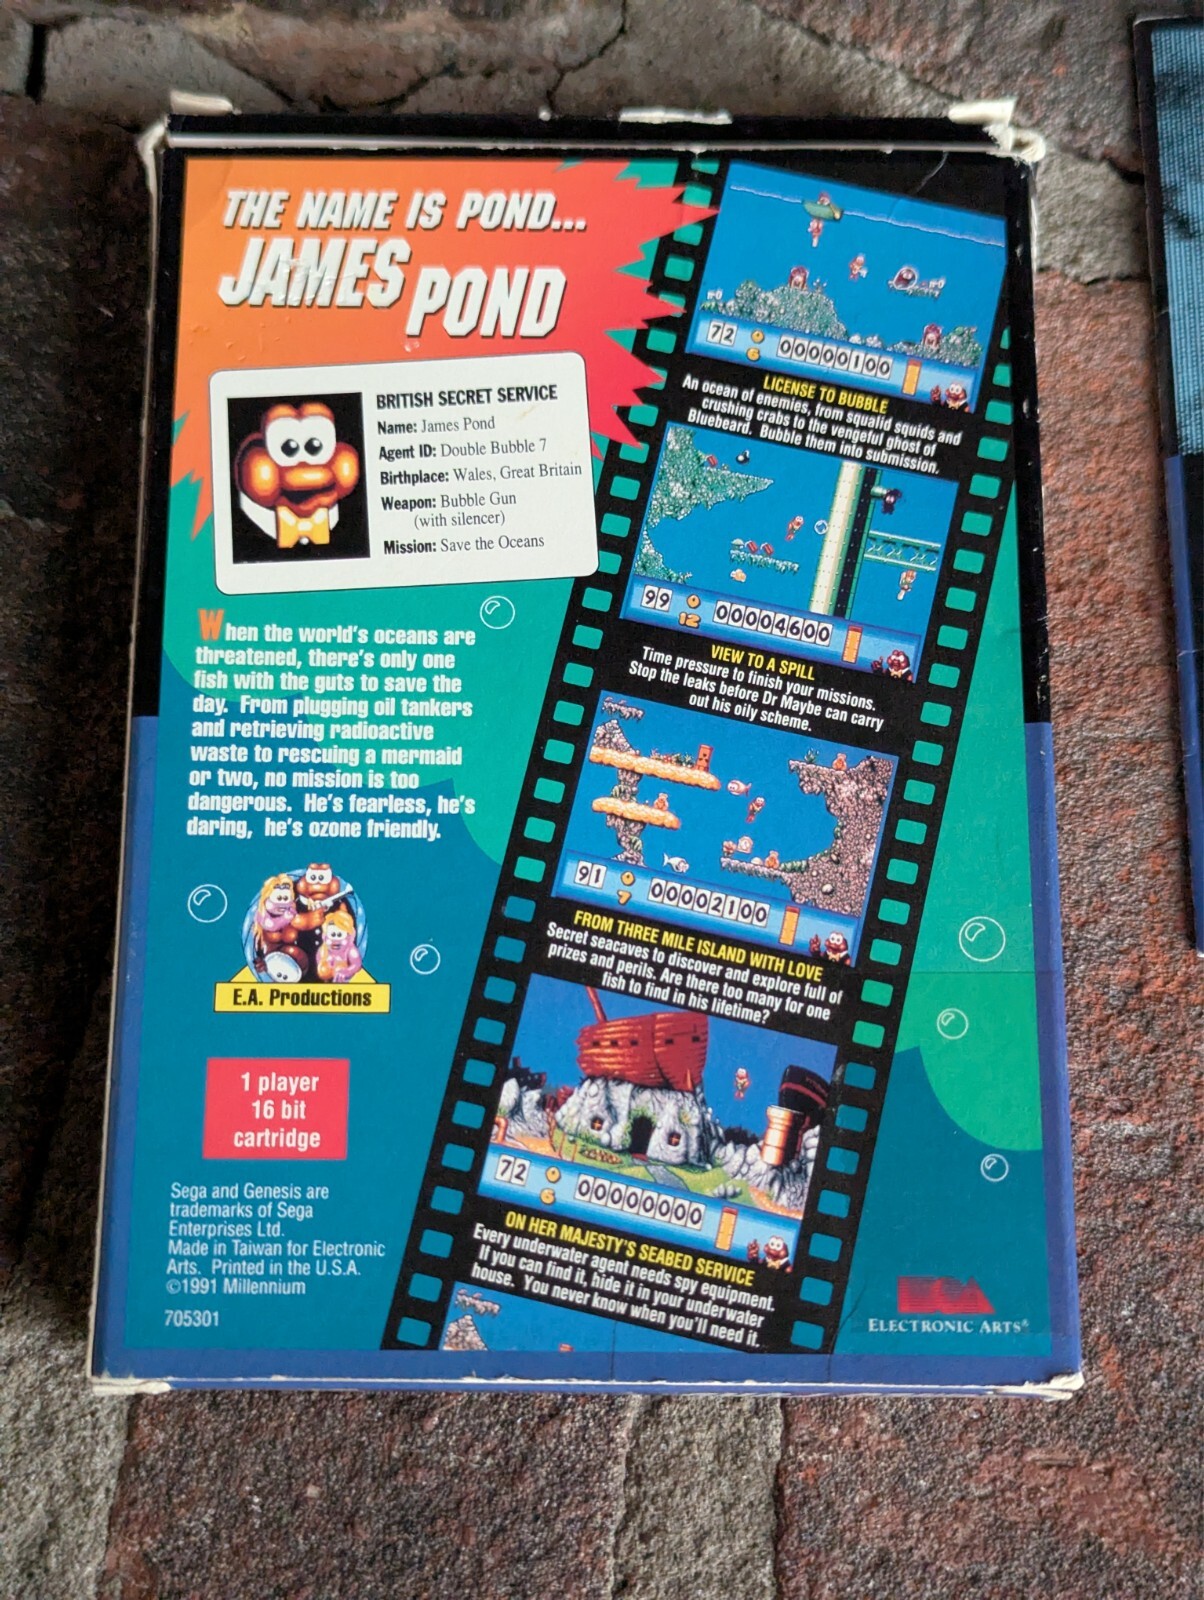 THE NAME IS POND...
JAMES POND
BRITISH SECRET SERVICE
Name: James Pond
Agent ID: Double Bubble 7
Birthplace: Wales, Great Britain
Weapon: Bubble Gun
(with silencer)
Mission: Save the Oceans
When the world's oceans are
threatened, there's only one
fish with the guts to save the
day. From plugging oil tankers
and retrieving radioactive
waste to rescuing a mermaid
or two, no mission is too
dangerous. He's fearless, he's
daring, he's ozone friendly.
E.A. Productions
1 player
16 bit
cartridge
Sega and Genesis are
trademarks of Sega
Enterprises Ltd.
Made in Taiwan for Electronic
Arts. Printed in the U.S.A.
©1991 Millennium
705301
72 6 00000100
LICENSE TO BUBBLE
An ocean of enemies, from squalid squids and
crushing crabs to the vengeful ghost of
Bluebeard. Bubble them into submission.
99 12 00004600
VIEW TO A SPILL
Time pressure to finish your missions.
Stop the leaks before Dr Maybe can carry
out his oily scheme.
91 7 00002100
FROM THREE MILE ISLAND WITH LOVE
Secret seacaves to discover and explore full of
prizes and perils. Are there too many for one
fish to find in his lifetime?
72 6 00000000
ON HER MAJESTY'S SEABED SERVICE
Every underwater agent needs spy equipment.
If you can find it, hide it in your underwater
house. You never know when you'll need it.
EA
ELECTRONIC ARTS®